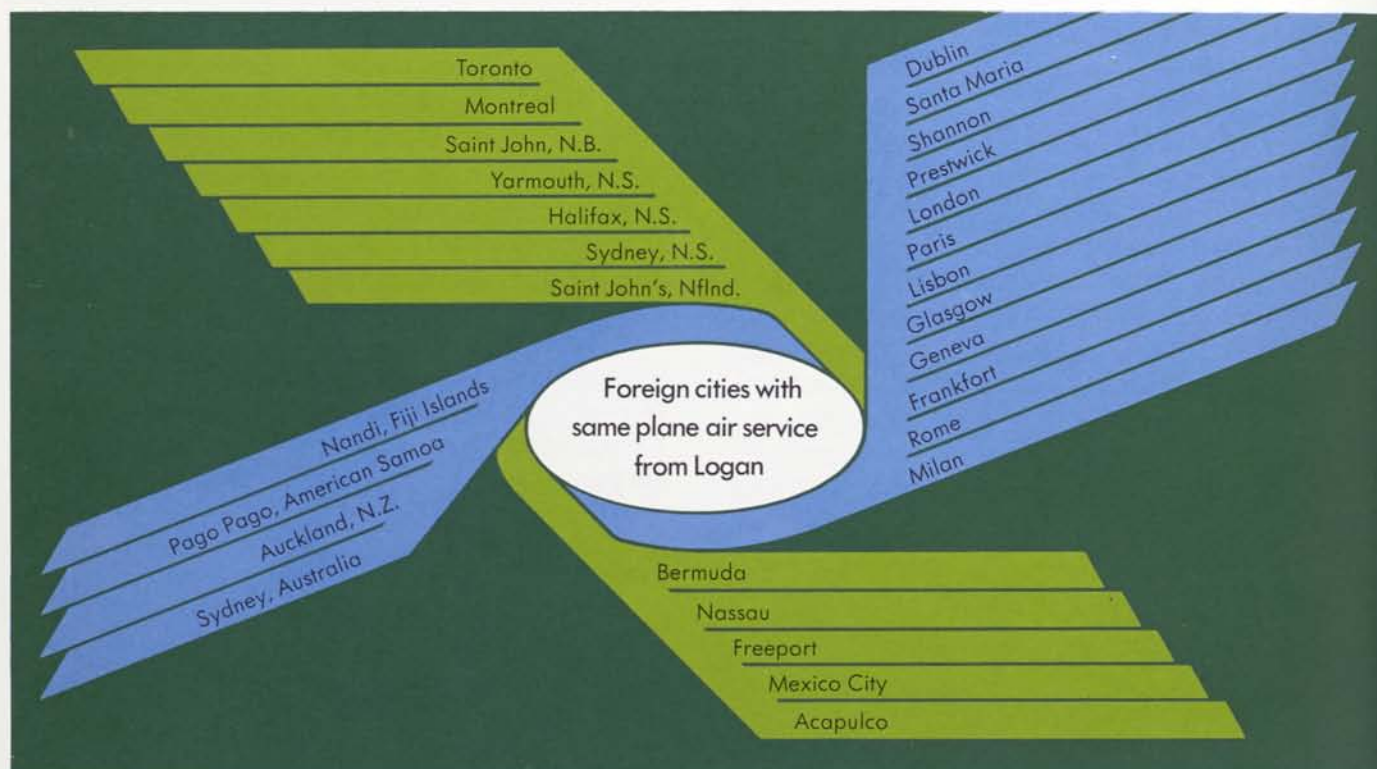 Toronto
Montreal
Saint John, N.B.
Yarmouth, N.S.
Halifax, N.S.
Sydney, N.S.
Saint John's, Nflnd.
Dublin
Santa Maria
Shannon
Prestwick
London
Paris
Lisbon
Glasgow
Geneva
Frankfort
Rome
Milan
Foreign cities with
same plane air service
from Logan
Nandi, Fiji Islands
Pago Pago, American Samoa
Auckland, N.Z.
Sydney, Australia
Bermuda
Nassau
Freeport
Mexico City
Acapulco